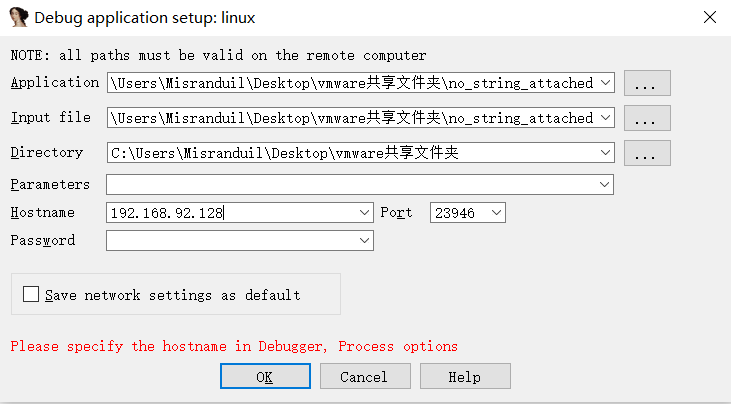 Debug application setup: linux
NOTE: all paths must be valid on the remote computer
Application \Users\Misranduil\Desktop\vmware共享文件夹\no_string_attached ...
Input file \Users\Misranduil\Desktop\vmware共享文件夹\no_string_attached ...
Directory C:\Users\Misranduil\Desktop\vmware共享文件夹 ...
Parameters
Hostname 192.168.92.128 Port 23946
Password
Save network settings as default
Please specify the hostname in Debugger, Process options
OK Cancel Help